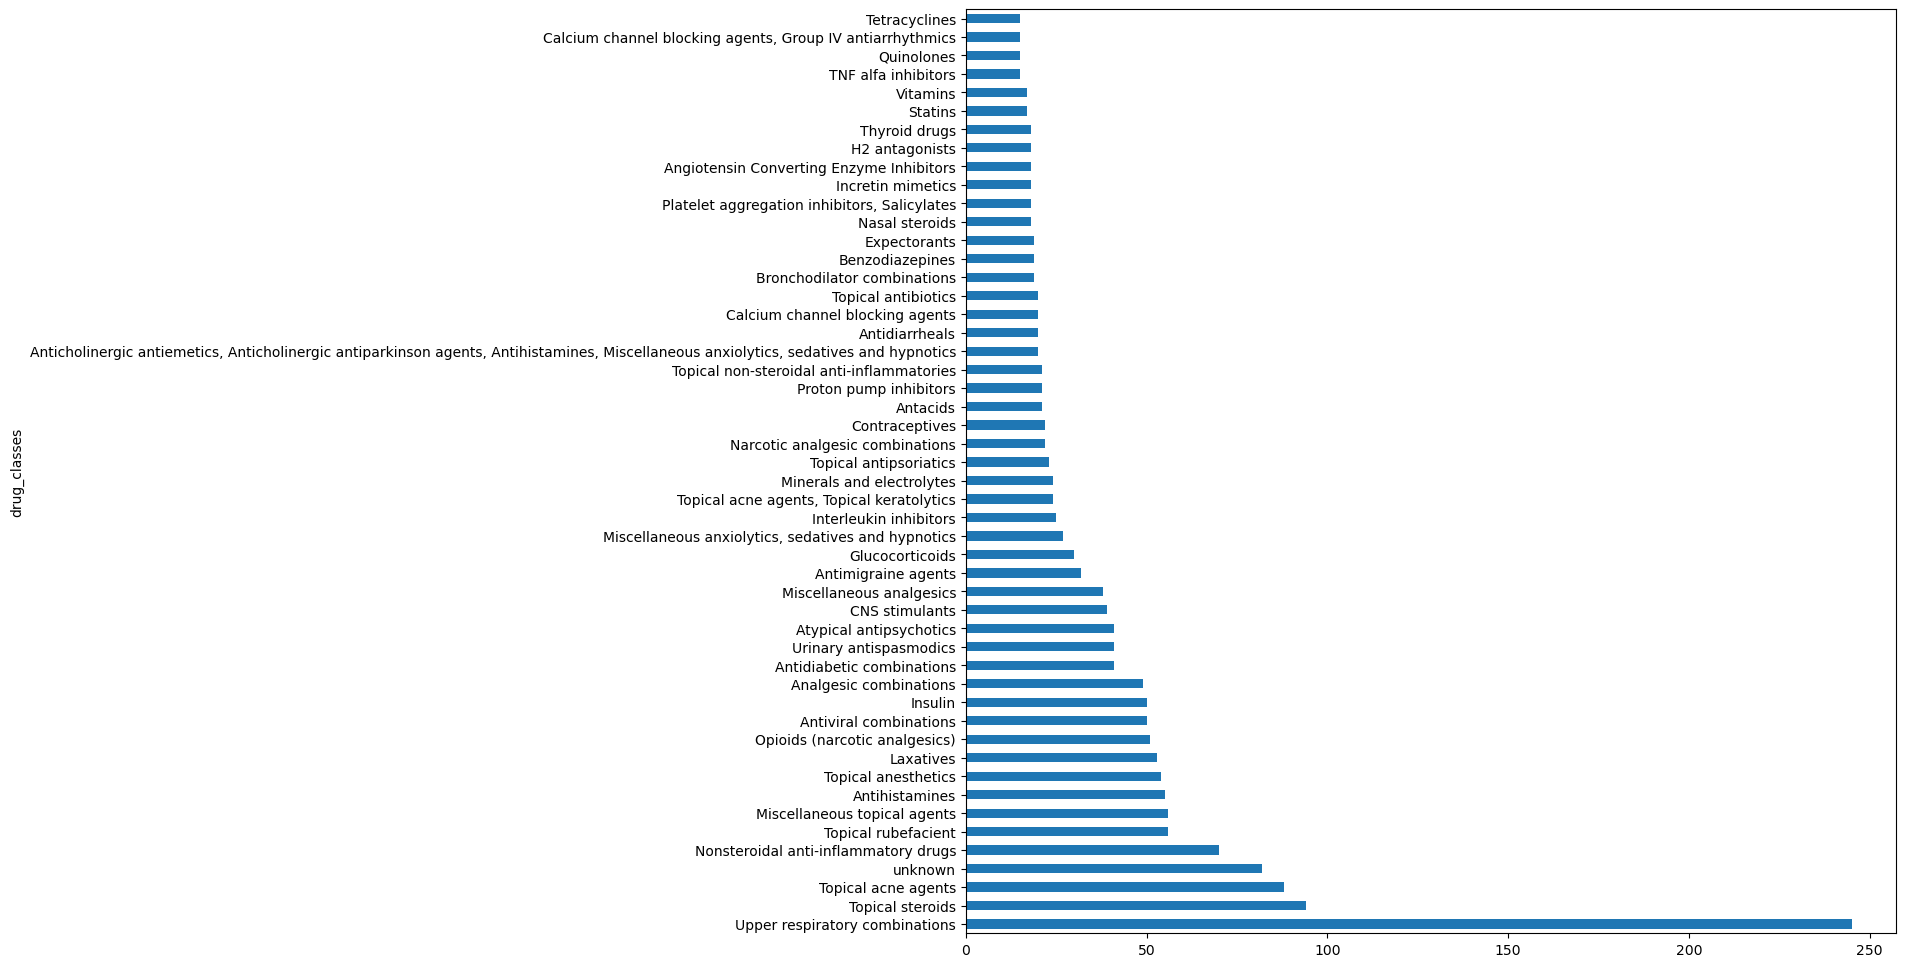 Tetracyclines
Calcium channel blocking agents, Group IV antiarrhythmics
Quinolones
TNF alfa inhibitors
Vitamins
Statins
Thyroid drugs
H2 antagonists
Angiotensin Converting Enzyme Inhibitors
Incretin mimetics
Platelet aggregation inhibitors, Salicylates
Nasal steroids
Expectorants
Benzodiazepines
Bronchodilator combinations
Topical antibiotics
Calcium channel blocking agents
Antidiarrheals
Anticholinergic antiemetics, Anticholinergic antiparkinson agents, Antihistamines, Miscellaneous anxiolytics, sedatives and hypnotics
Topical non-steroidal anti-inflammatories
Proton pump inhibitors
Antacids
Contraceptives
Narcotic analgesic combinations
Topical antipsoriatics
Minerals and electrolytes
Topical acne agents, Topical keratolytics
Interleukin inhibitors
Miscellaneous anxiolytics, sedatives and hypnotics
Glucocorticoids
Antimigraine agents
Miscellaneous analgesics
CNS stimulants
Atypical antipsychotics
Urinary antispasmodics
Antidiabetic combinations
Analgesic combinations
Insulin
Antiviral combinations
Opioids (narcotic analgesics)
Laxatives
Topical anesthetics
Antihistamines
Miscellaneous topical agents
Topical rubefacient
Nonsteroidal anti-inflammatory drugs
unknown
Topical acne agents
Topical steroids
Upper respiratory combinations
drug_classes
0 50 100 150 200 250